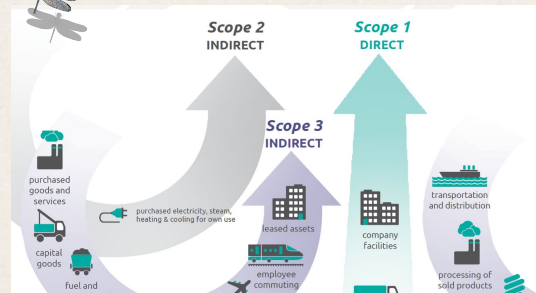 Scope 2
INDIRECT
Scope 1
DIRECT
Scope 3
INDIRECT
purchased
goods and
services
purchased electricity, steam,
heating & cooling for own use
capital
goods
fuel and
leased assets
employee
commuting
company
facilities
transportation
and distribution
processing of
sold products